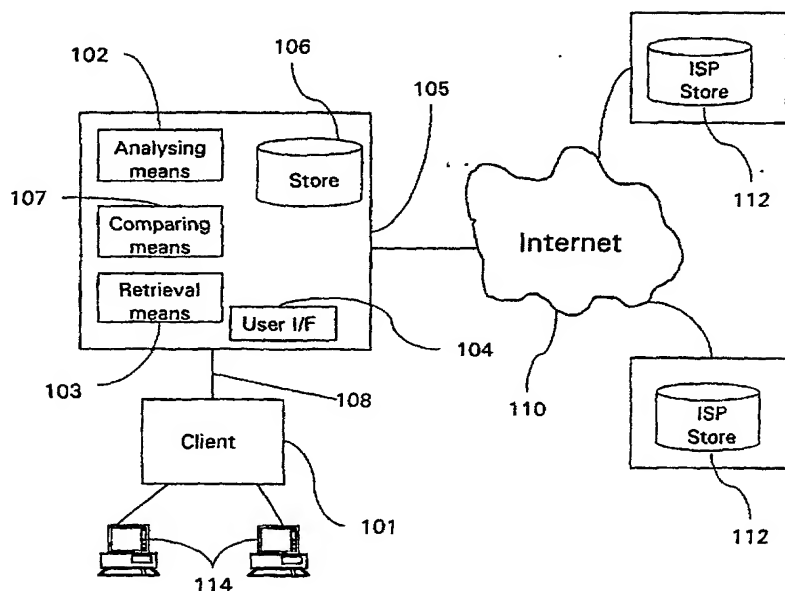 102
106
105
ISP
Store
112
Analysing
means
Store
107
Comparing
means
Internet
Retrieval
means
User I/F
104
103
108
110
Client
101
ISP
Store
112
114